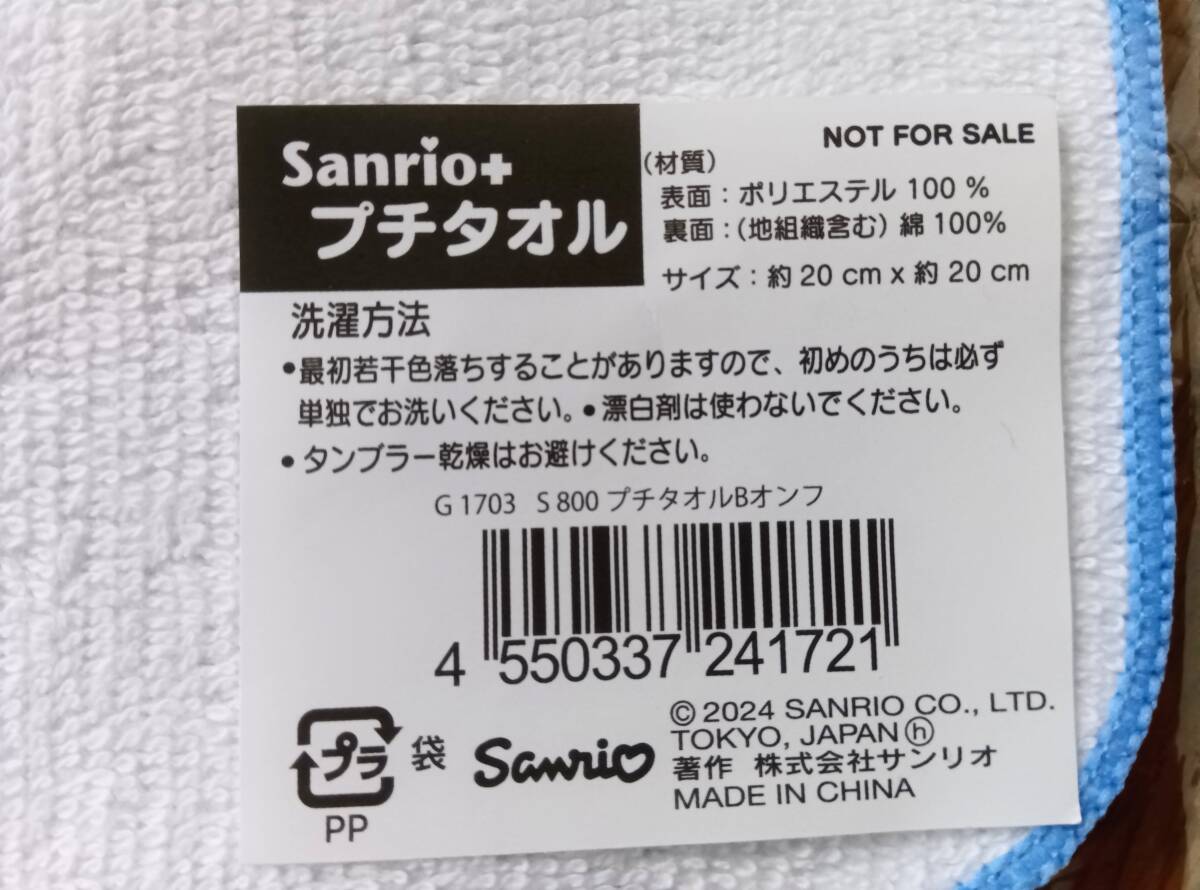 Sanrio+
プチタオル
NOT FOR SALE
(材質)
表面：ポリエステル 100 %
裏面：(地組織含む) 綿 100%
サイズ：約 20 cm x 約 20 cm
洗濯方法
•最初若干色落ちすることがありますので、初めのうちは必ず
単独でお洗いください。•漂白剤は使わないでください。
•タンブラー乾燥はお避けください。
G 1703 S 800 プチタオルBオンフ
4 550337 241721
プラ
袋
PP
Sanrio
© 2024 SANRIO CO., LTD.
TOKYO, JAPAN ⓗ
著作 株式会社サンリオ
MADE IN CHINA